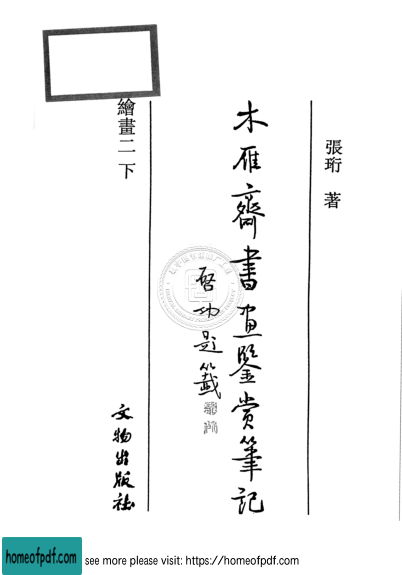 張珩 著
木雁齋書画鑒賞筆記
啓功題籤
繪畫二 下
文物出版社
homeofpdf.com
see more please visit: https://homeofpdf.com